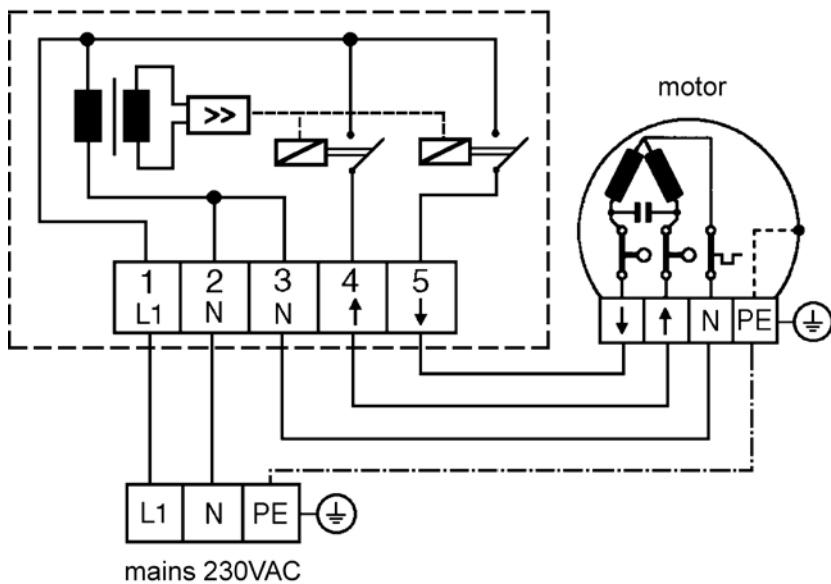 motor
>>
1 2 3 4 5
L1 N N ↑ ↓
↓ ↑ N PE
L1 N PE
mains 230VAC